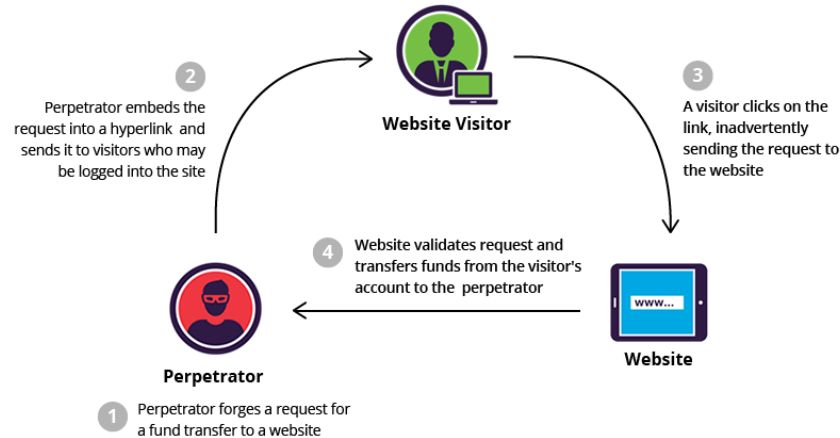 2
Perpetrator embeds the
request into a hyperlink and
sends it to visitors who may
be logged into the site
Website Visitor
3
A visitor clicks on the
link, inadvertently
sending the request to
the website
4
Website validates request and
transfers funds from the visitor's
account to the perpetrator
www...
Website
Perpetrator
1
Perpetrator forges a request for
a fund transfer to a website